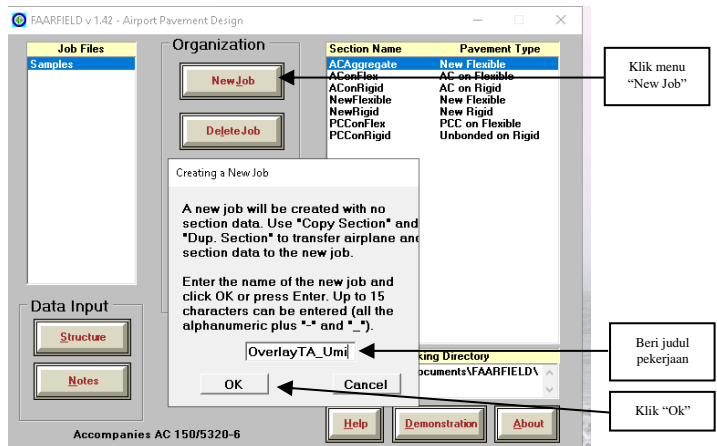 FAARFIELD v 1.42 - Airport Pavement Design
Job Files
Samples
Organization
New Job
Delete Job
Section Name Pavement Type
ACAggregate New Flexible
AConFlex AC on Flexible
AConRigid AC on Rigid
NewFlexible New Flexible
NewRigid New Rigid
PCConFlex PCC on Flexible
PCConRigid Unbonded on Rigid
Klik menu
“New Job”
Creating a New Job
A new job will be created with no
section data. Use "Copy Section" and
"Dup. Section" to transfer airplane and
section data to the new job.
Enter the name of the new job and
click OK or press Enter. Up to 15
characters can be entered (all the
alphanumeric plus "-" and "_").
OverlayTA_Umi
OK Cancel
Data Input
Structure
Notes
king Directory
ocuments\FAARFIELD\
Beri judul
pekerjaan
Klik “Ok”
Help Demonstration About
Accompanies AC 150/5320-6